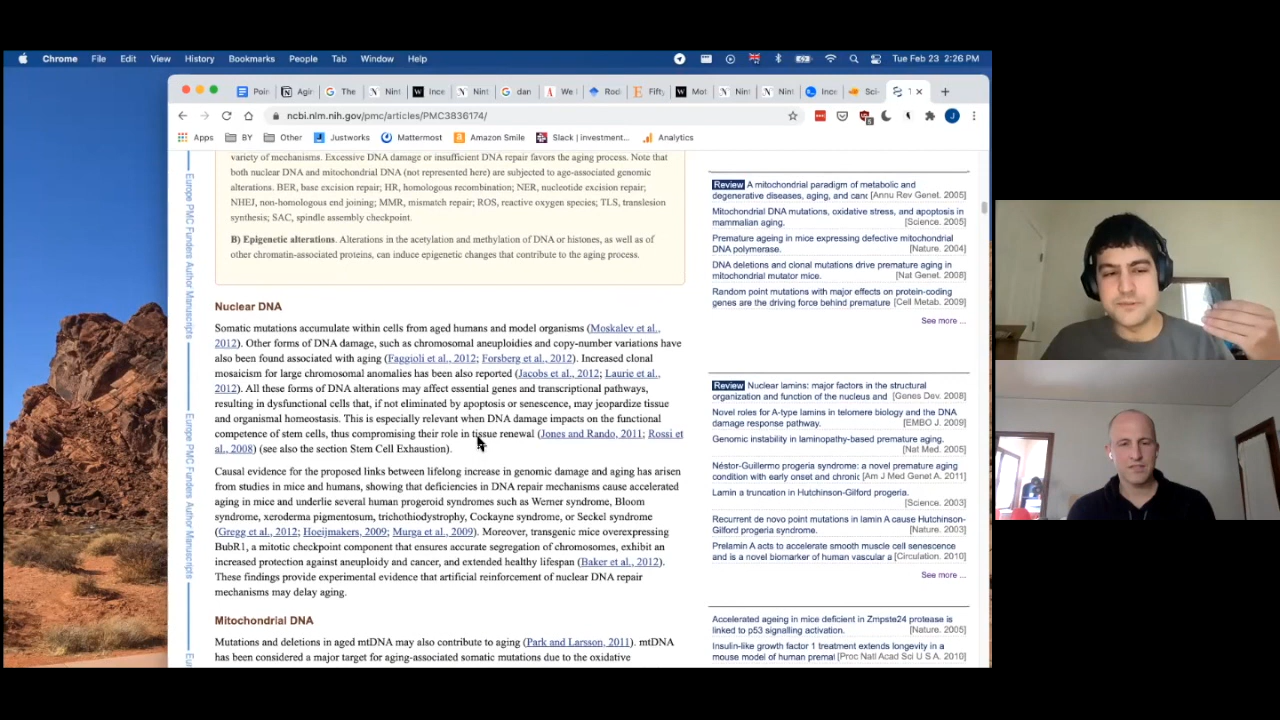 Chrome File Edit View History Bookmarks People Tab Window Help Tue Feb 23 2:26 PM
Poin Agin The Nint Ince Nint dan We I Rod Fifty Mot Nint Nint Ince Sci-
ncbi.nlm.nih.gov/pmc/articles/PMC3836174/
Apps BY Other Justworks Mattermost Amazon Smile Slack | investment... Analytics
Europe PMC Funders Author Manuscripts
Europe PMC Funders Author Manuscripts
Eur
variety of mechanisms. Excessive DNA damage or insufficient DNA repair favors the aging process. Note that
both nuclear DNA and mitochondrial DNA (not represented here) are subjected to age-associated genomic
alterations. BER, base excision repair; HR, homologous recombination; NER, nucleotide excision repair;
NHEJ, non-homologous end joining; MMR, mismatch repair; ROS, reactive oxygen species; TLS, translesion
synthesis; SAC, spindle assembly checkpoint.
B) Epigenetic alterations. Alterations in the acetylation and methylation of DNA or histones, as well as of
other chromatin-associated proteins, can induce epigenetic changes that contribute to the aging process.
Nuclear DNA
Somatic mutations accumulate within cells from aged humans and model organisms (Moskalev et al.,
2012). Other forms of DNA damage, such as chromosomal aneuploidies and copy-number variations have
also been found associated with aging (Faggioli et al., 2012; Forsberg et al., 2012). Increased clonal
mosaicism for large chromosomal anomalies has been also reported (Jacobs et al., 2012; Laurie et al.,
2012). All these forms of DNA alterations may affect essential genes and transcriptional pathways,
resulting in dysfunctional cells that, if not eliminated by apoptosis or senescence, may jeopardize tissue
and organismal homeostasis. This is especially relevant when DNA damage impacts on the functional
competence of stem cells, thus compromising their role in tissue renewal (Jones and Rando, 2011; Rossi et
al., 2008) (see also the section Stem Cell Exhaustion).
Causal evidence for the proposed links between lifelong increase in genomic damage and aging has arisen
from studies in mice and humans, showing that deficiencies in DNA repair mechanisms cause accelerated
aging in mice and underlie several human progeroid syndromes such as Werner syndrome, Bloom
syndrome, xeroderma pigmentosum, trichothiodystrophy, Cockayne syndrome, or Seckel syndrome
(Gregg et al., 2012; Hoeijmakers, 2009; Murga et al., 2009). Moreover, transgenic mice overexpressing
BubR1, a mitotic checkpoint component that ensures accurate segregation of chromosomes, exhibit an
increased protection against aneuploidy and cancer, and extended healthy lifespan (Baker et al., 2012).
These findings provide experimental evidence that artificial reinforcement of nuclear DNA repair
mechanisms may delay aging.
Mitochondrial DNA
Mutations and deletions in aged mtDNA may also contribute to aging (Park and Larsson, 2011). mtDNA
has been considered a major target for aging-associated somatic mutations due to the oxidative
Review A mitochondrial paradigm of metabolic and
degenerative diseases, aging, and canc [Annu Rev Genet. 2005]
Mitochondrial DNA mutations, oxidative stress, and apoptosis in
mammalian aging. [Science. 2005]
Premature ageing in mice expressing defective mitochondrial
DNA polymerase. [Nature. 2004]
DNA deletions and clonal mutations drive premature aging in
mitochondrial mutator mice. [Nat Genet. 2008]
Random point mutations with major effects on protein-coding
genes are the driving force behind premature [Cell Metab. 2009]
See more ...
Review Nuclear lamins: major factors in the structural
organization and function of the nucleus and [Genes Dev. 2008]
Novel roles for A-type lamins in telomere biology and the DNA
damage response pathway. [EMBO J. 2009]
Genomic instability in laminopathy-based premature aging.
[Nat Med. 2005]
Néstor-Guillermo progeria syndrome: a novel premature aging
condition with early onset and chronic [Am J Med Genet A. 2011]
Lamin a truncation in Hutchinson-Gilford progeria.
[Science. 2003]
Recurrent de novo point mutations in lamin A cause Hutchinson-
Gilford progeria syndrome. [Nature. 2003]
Prelamin A acts to accelerate smooth muscle cell senescence
and is a novel biomarker of human vascular a [Circulation. 2010]
See more ...
Accelerated ageing in mice deficient in Zmpste24 protease is
linked to p53 signalling activation. [Nature. 2005]
Insulin-like growth factor 1 treatment extends longevity in a
mouse model of human premat [Proc Natl Acad Sci U S A. 2010]